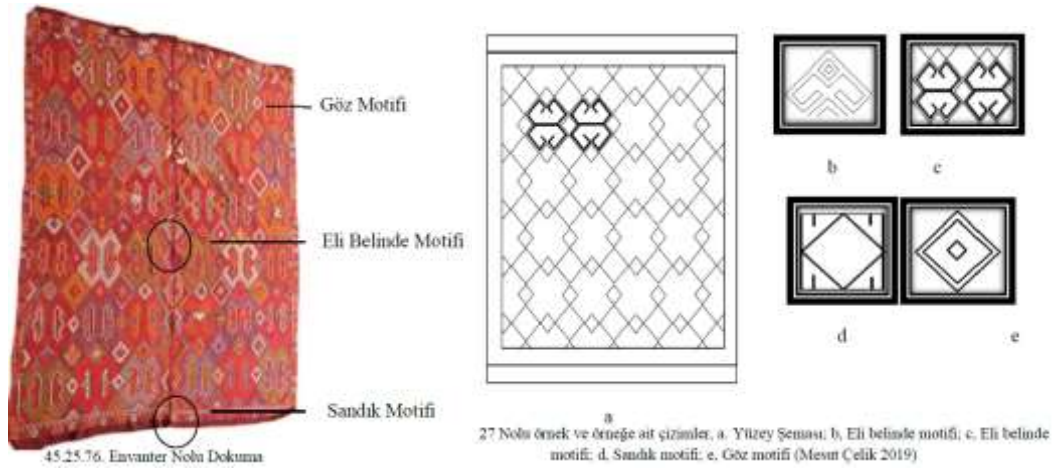 Göz Motifi
Eli Belinde Motifi
Sandık Motifi
45.25.76. Envanter Nolu Dokuma
b
c
d
e
a
27 Nolu örnek ve örneğe ait çizimler, a. Yüzey Şeması; b, Eli belinde motifi; c, Eli belinde
motifi; d. Sandık motifi; e, Göz motifi (Mesut Çelik 2019)